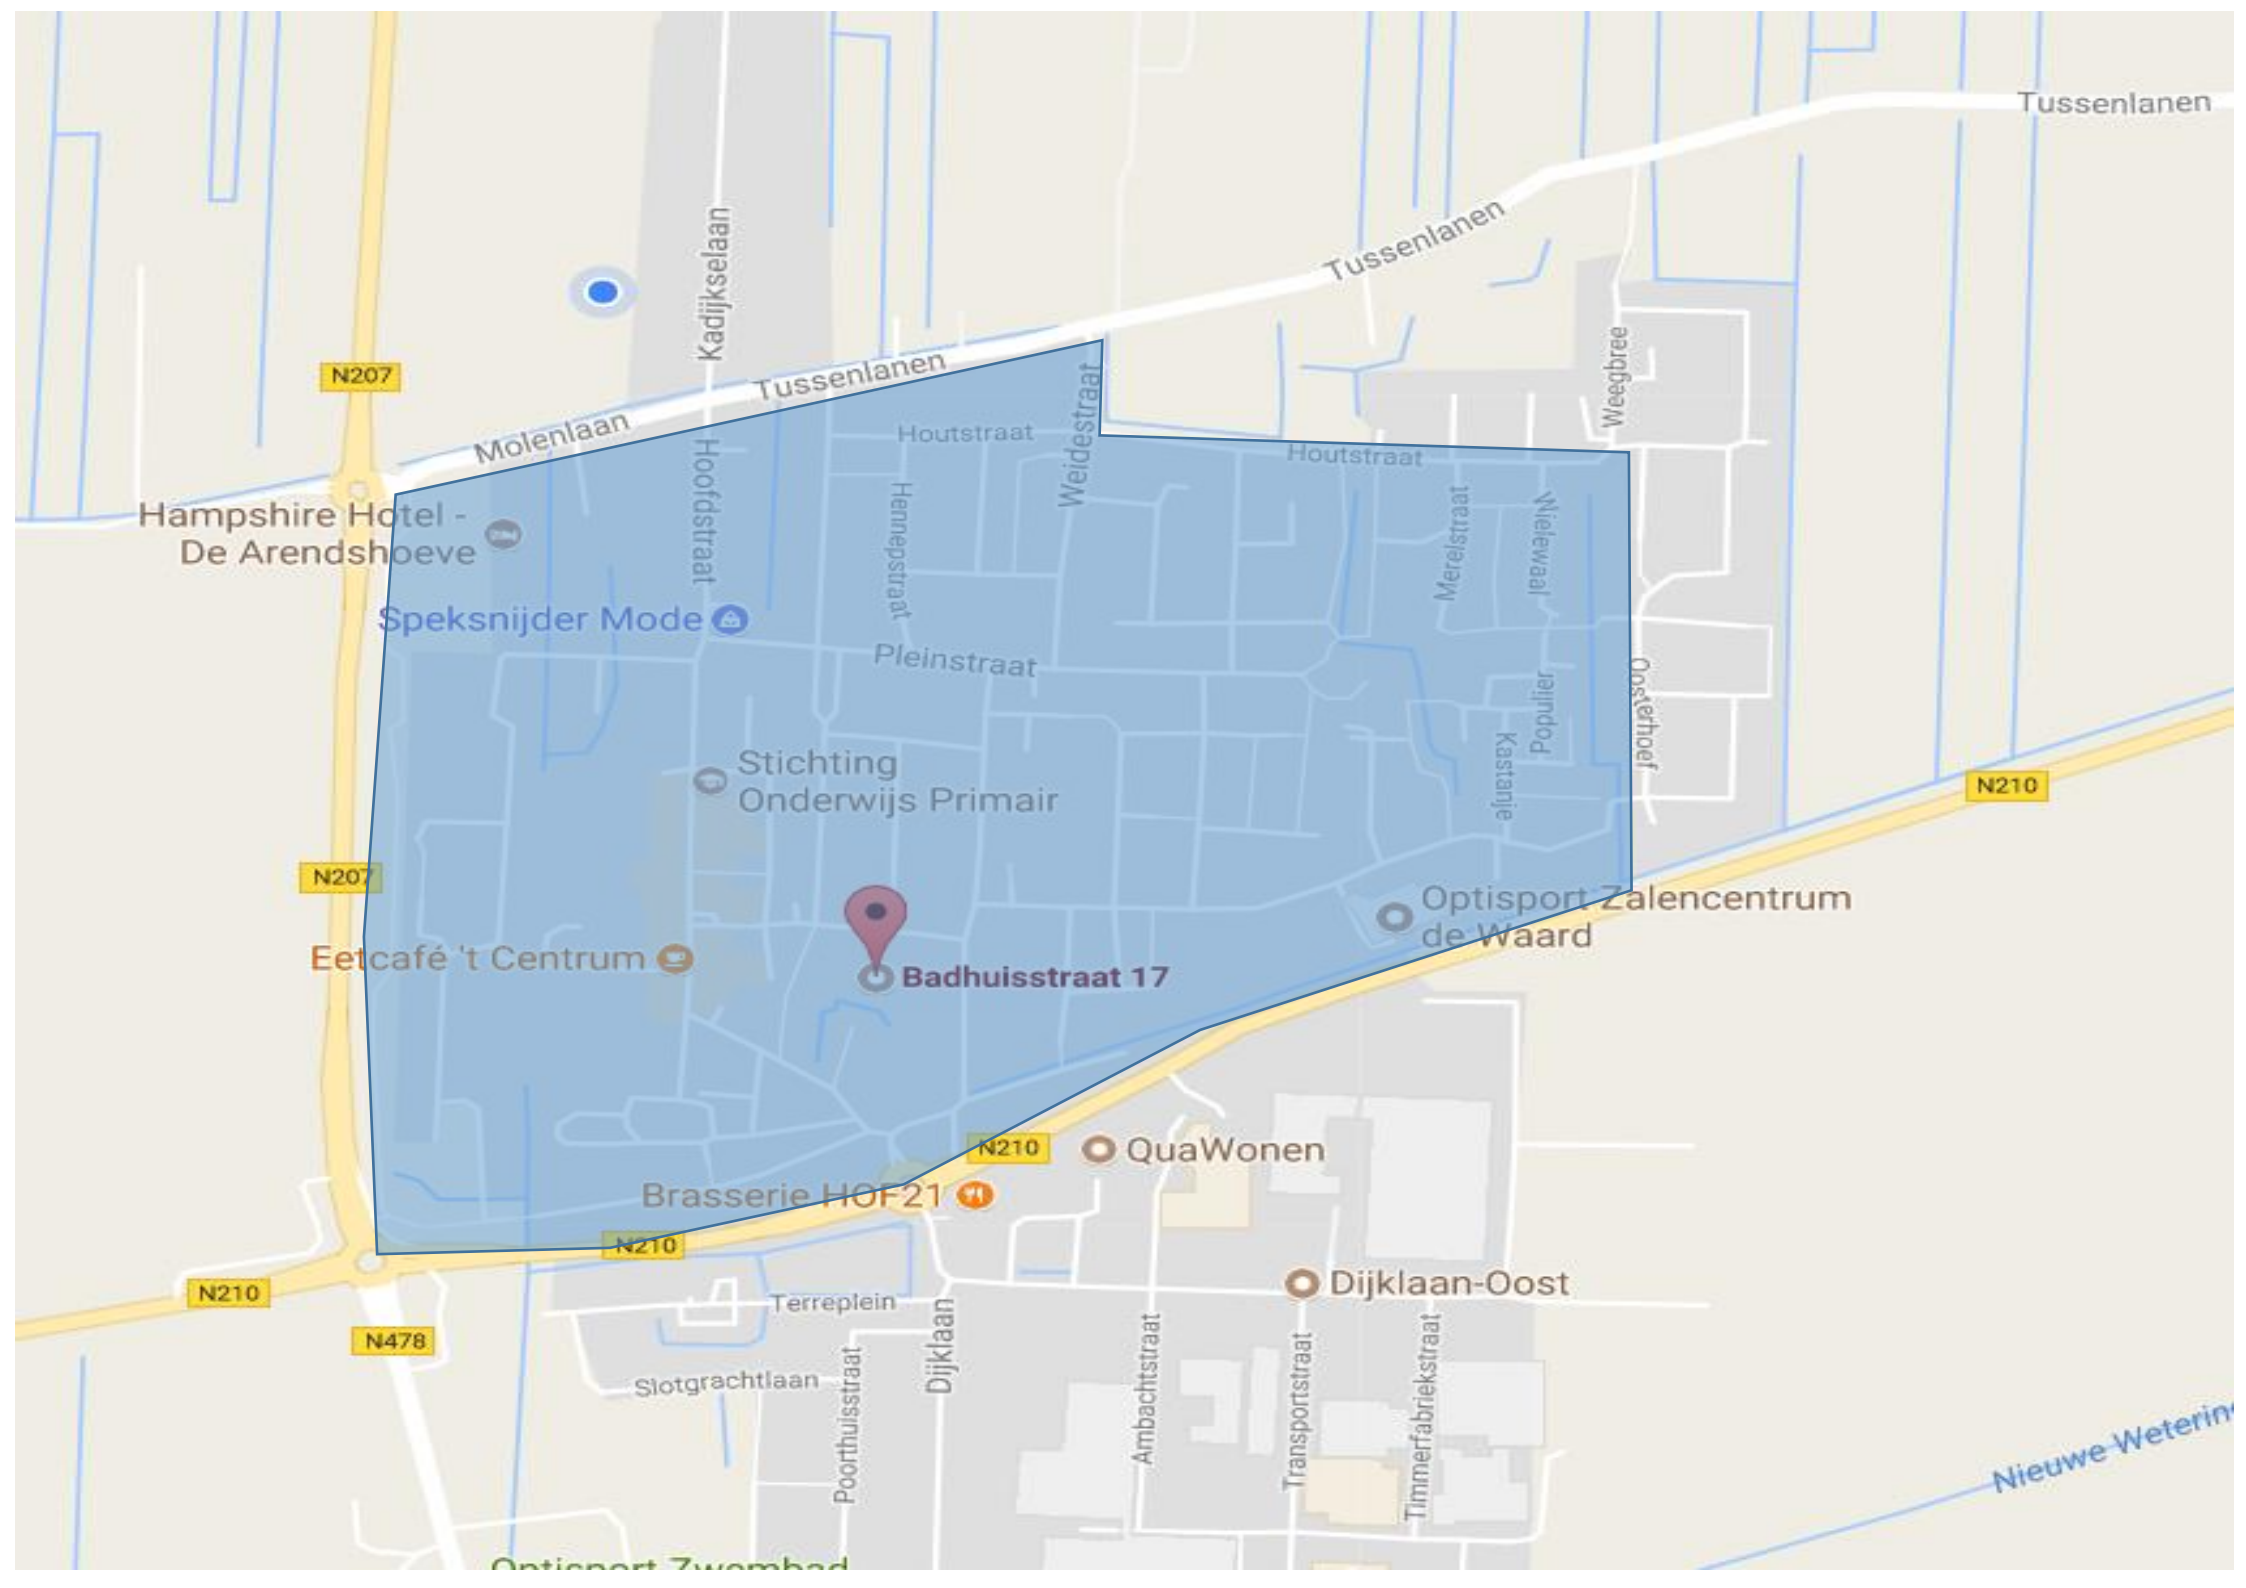 Tussenlanen
Tussenlanen
Kadijkselaan
Weegbree
N207
Tussenlanen
Weidestraat
Molenlaan
Houtstraat
Houtstraat
Hoofdstraat
Hennepstraat
Merelstraat
Wielewaal
Hampshire Hotel -
De Arendshoeve
Speksnijder Mode
Pleinstraat
Populier
Oosterhoef
Kastanje
Stichting
Onderwijs Primair
N210
N207
Optisport Zalencentrum
de Waard
Eetcafé 't Centrum
Badhuisstraat 17
N210
QuaWonen
Brasserie HOF21
N210
N210
Dijklaan-Oost
Terreplein
Dijklaan
N478
Slotgrachtlaan
Poorthuisstraat
Ambachtstraat
Transportstraat
Timmerfabriekstraat
Nieuwe Weterin
Optisport Zwembad